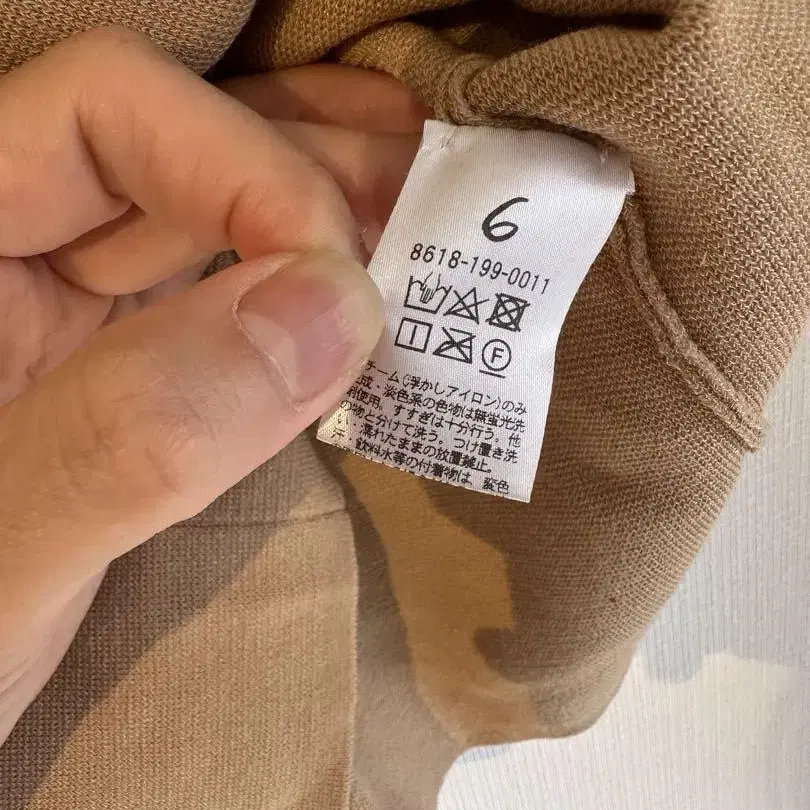 6
8618-199-0011
F
チーム(浮かしアイロン)のみ
成・淡色系の色物は無蛍光洗
利使用。すすぎは十分行う。他
の物と分けて洗う。つけ置き洗
濡れたままの放置禁止。
飲料水等の付着物は、変色